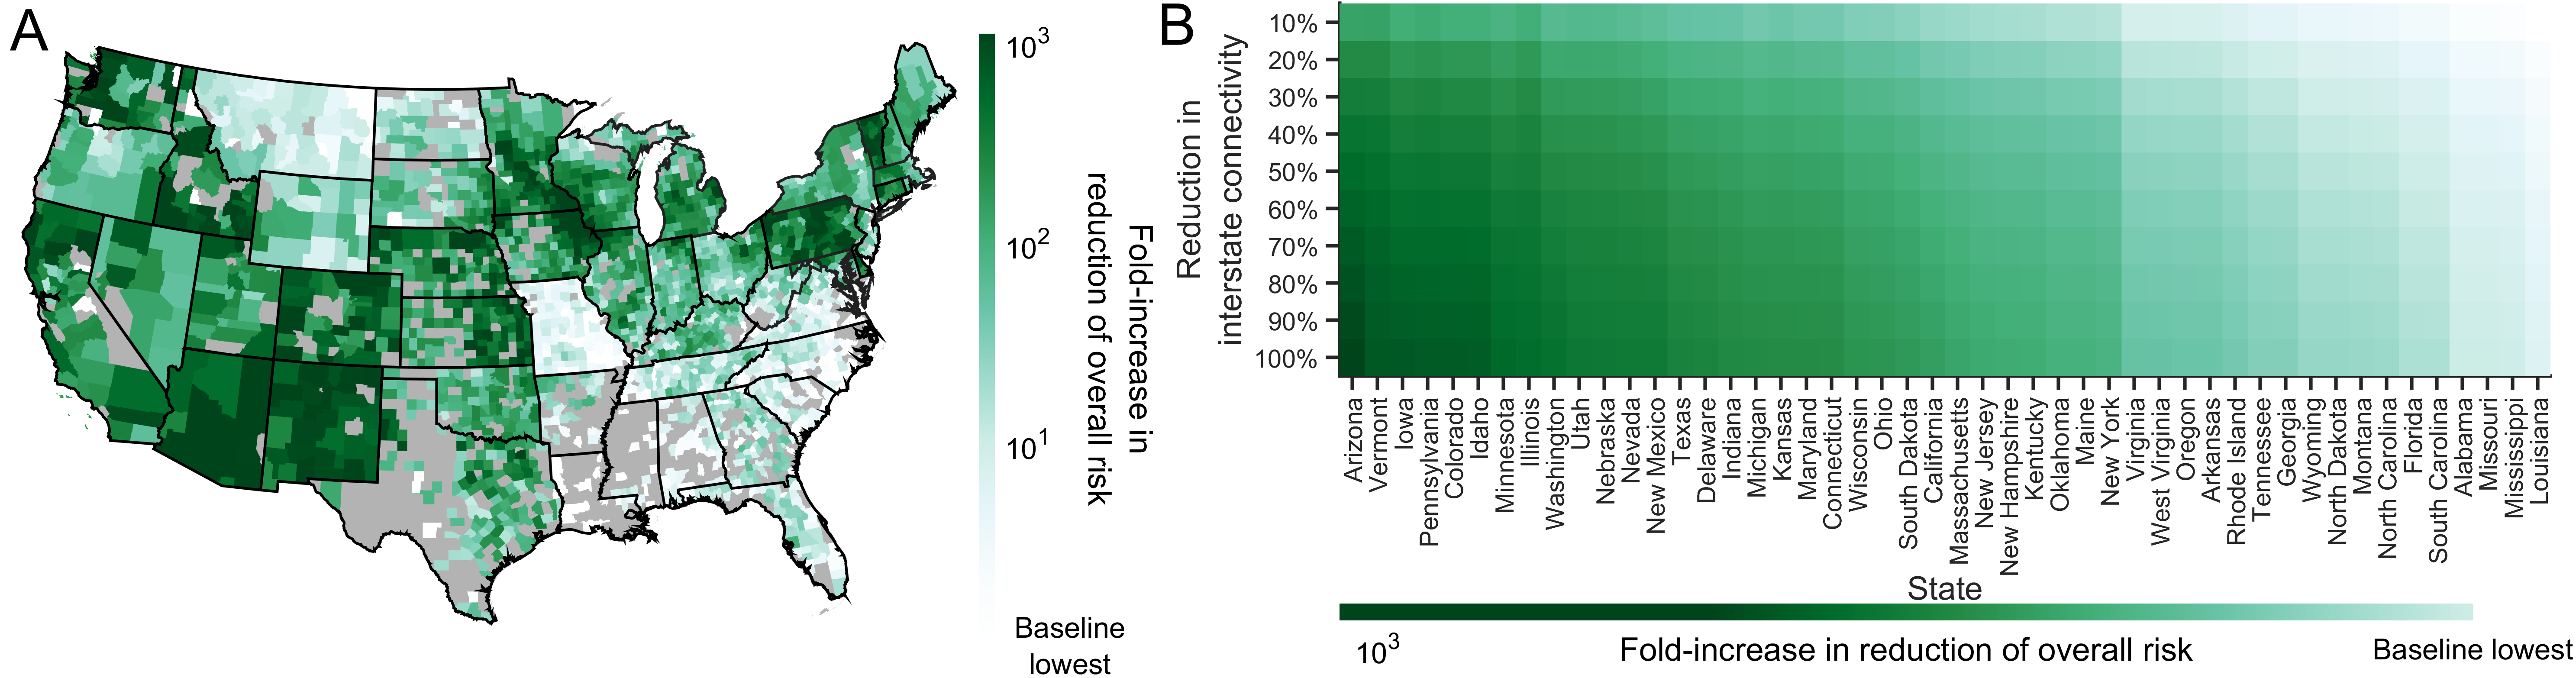 A
10³
10²
10¹
Baseline
lowest
Fold-increase in
reduction of overall risk
B
Reduction in
interstate connectivity
10%
20%
30%
40%
50%
60%
70%
80%
90%
100%
Arizona
Vermont
Iowa
Pennsylvania
Colorado
Idaho
Minnesota
Illinois
Washington
Utah
Nebraska
Nevada
New Mexico
Texas
Delaware
Indiana
Michigan
Kansas
Maryland
Connecticut
Wisconsin
Ohio
South Dakota
California
Massachusetts
New Jersey
New Hampshire
Kentucky
Oklahoma
Maine
New York
Virginia
West Virginia
Oregon
Arkansas
Rhode Island
Tennessee
Georgia
Wyoming
North Dakota
Montana
North Carolina
Florida
South Carolina
Alabama
Missouri
Mississippi
Louisiana
State
10³
Fold-increase in reduction of overall risk
Baseline lowest